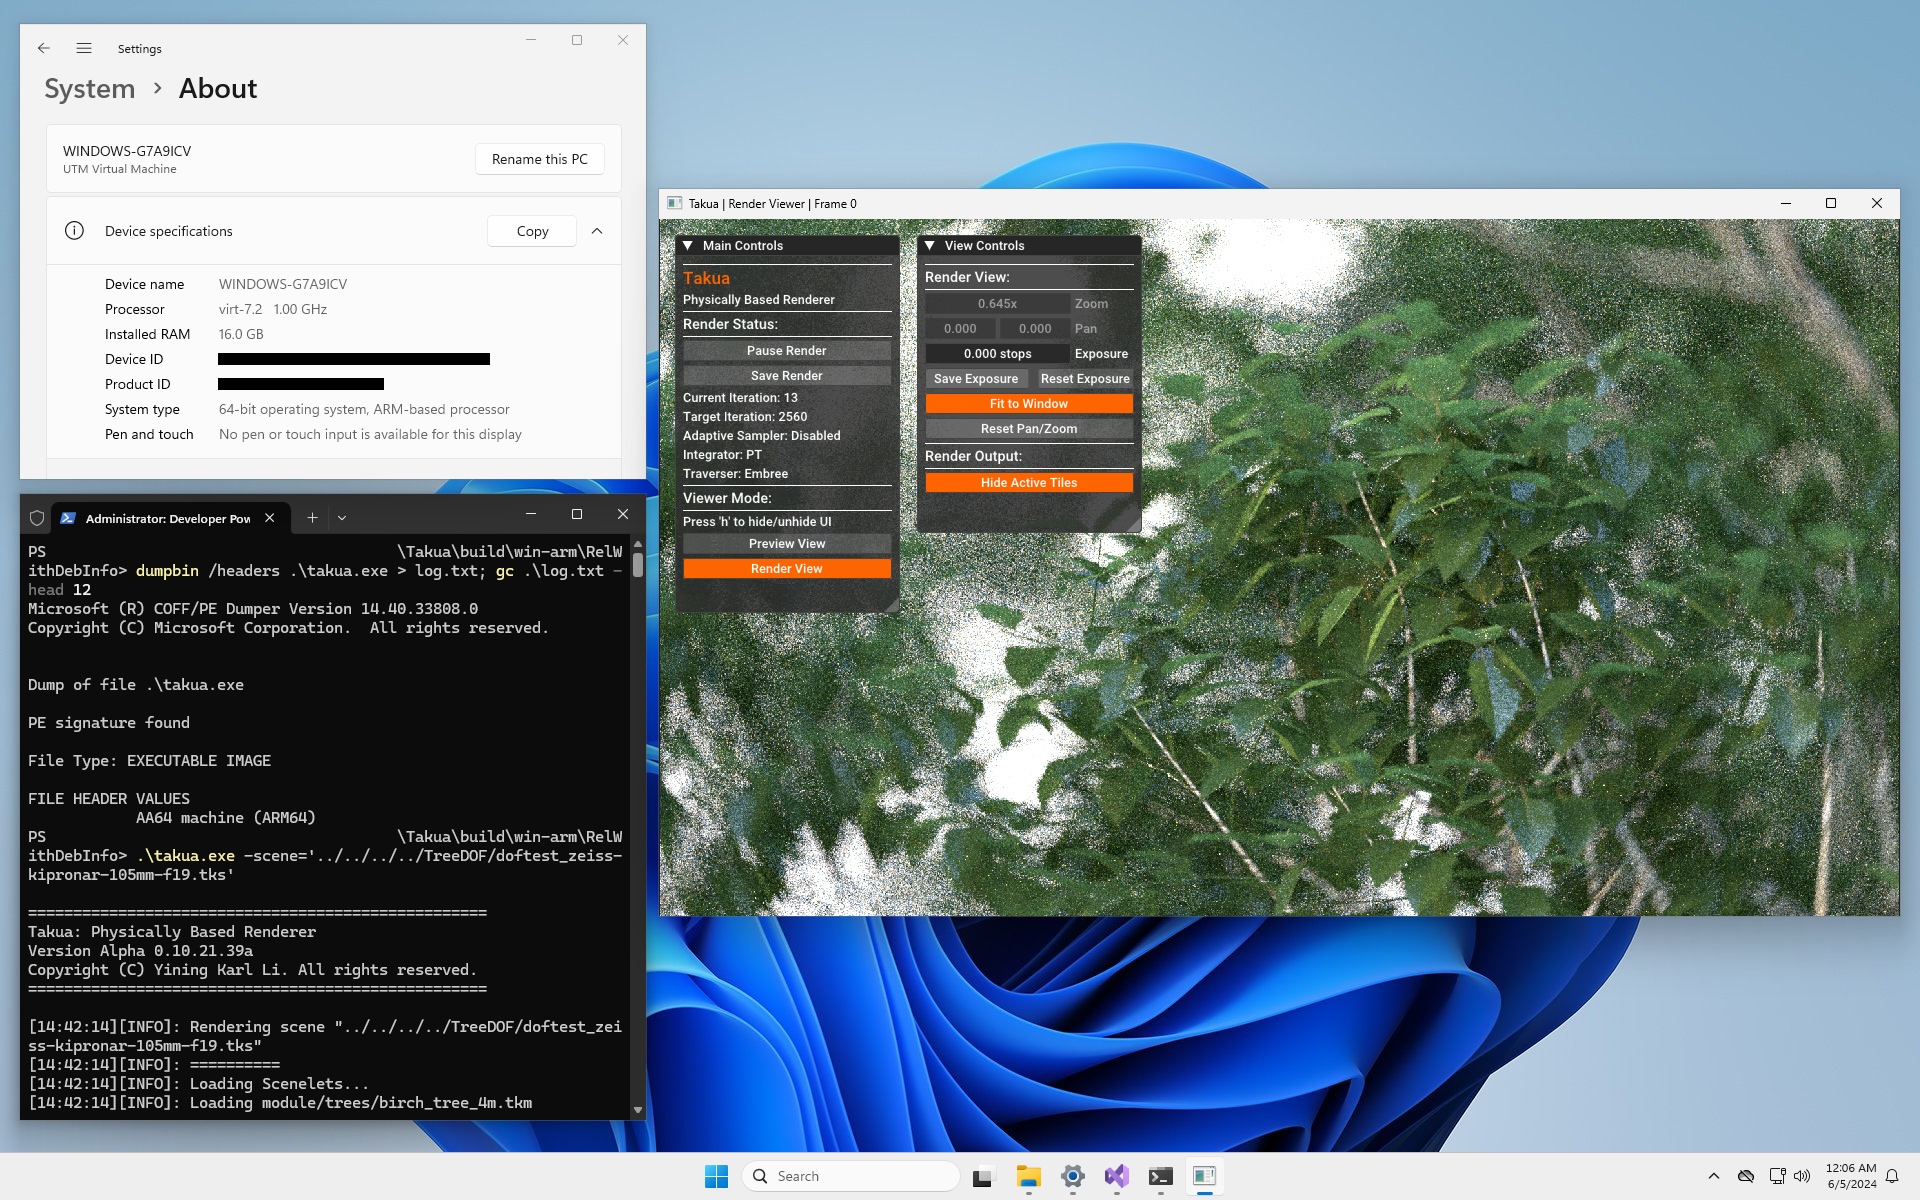 Settings
System > About
WINDOWS-G7A9ICV
UTM Virtual Machine
Rename this PC
Device specifications
Copy
Device name WINDOWS-G7A9ICV
Processor virt-7.2 1.00 GHz
Installed RAM 16.0 GB
Device ID
Product ID
System type 64-bit operating system, ARM-based processor
Pen and touch No pen or touch input is available for this display
Administrator: Developer Pow
PS \Takua\build\win-arm\RelW
ithDebInfo> dumpbin /headers .\takua.exe > log.txt; gc .\log.txt -
head 12
Microsoft (R) COFF/PE Dumper Version 14.40.33808.0
Copyright (C) Microsoft Corporation.  All rights reserved.
Dump of file .\takua.exe
PE signature found
File Type: EXECUTABLE IMAGE
FILE HEADER VALUES
AA64 machine (ARM64)
PS \Takua\build\win-arm\RelW
ithDebInfo> .\takua.exe -scene='../../../../TreeDOF/doftest_zeiss-
kipronar-105mm-f19.tks'
===================================================
Takua: Physically Based Renderer
Version Alpha 0.10.21.39a
Copyright (C) Yining Karl Li. All rights reserved.
===================================================
[14:42:14][INFO]: Rendering scene "../../../../TreeDOF/doftest_zei
ss-kipronar-105mm-f19.tks"
[14:42:14][INFO]: ==========
[14:42:14][INFO]: Loading Scenelets...
[14:42:14][INFO]: Loading module/trees/birch_tree_4m.tkm
Takua | Render Viewer | Frame 0
Main Controls
Takua
Physically Based Renderer
Render Status:
Pause Render
Save Render
Current Iteration: 13
Target Iteration: 2560
Adaptive Sampler: Disabled
Integrator: PT
Traverser: Embree
Viewer Mode:
Press 'h' to hide/unhide UI
Preview View
Render View
View Controls
Render View:
0.645x Zoom
0.000 0.000 Pan
0.000 stops Exposure
Save Exposure Reset Exposure
Fit to Window
Reset Pan/Zoom
Render Output:
Hide Active Tiles
Search
12:06 AM
6/5/2024